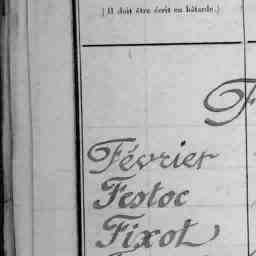 ( Il doit être écrit en bâtarde.)
F
Février
Festoc
Fixot